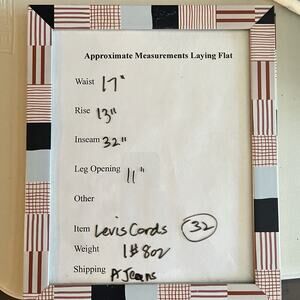 Approximate Measurements Laying Flat
Waist 17"
Rise 13"
Inseam 32"
Leg Opening 11"
Other
Item Levis Cords 32
Weight 1#8oz
Shipping A Jeans